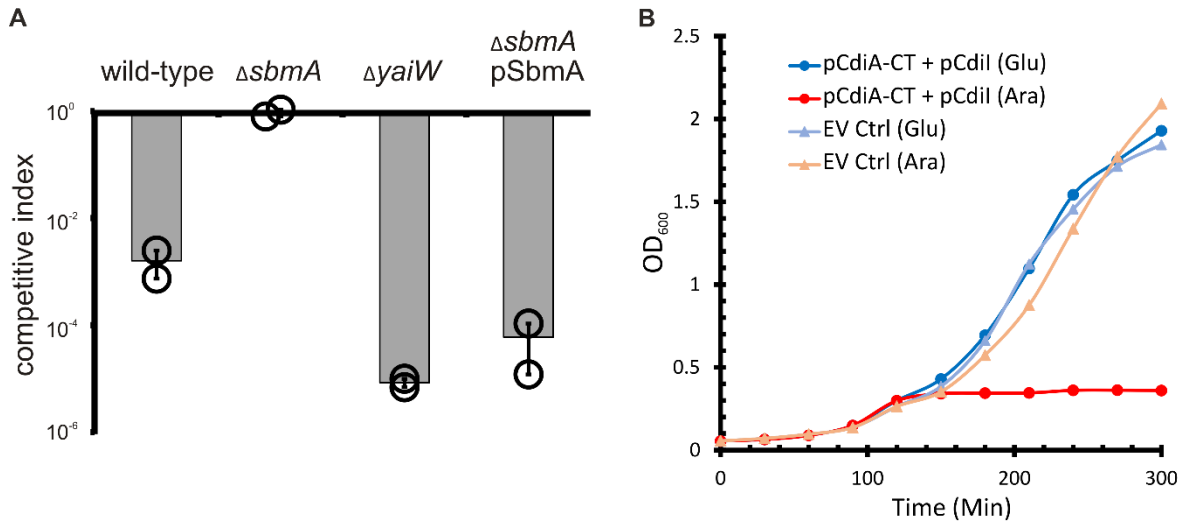 A
wild-type
ΔsbmA
ΔyaiW
ΔsbmA
pSbmA
competitive index
10⁰
10⁻²
10⁻⁴
10⁻⁶
B
pCdiA-CT + pCdiI (Glu)
pCdiA-CT + pCdiI (Ara)
EV Ctrl (Glu)
EV Ctrl (Ara)
OD₆₀₀
2.5
2
1.5
1
0.5
0
0
100
200
300
Time (Min)